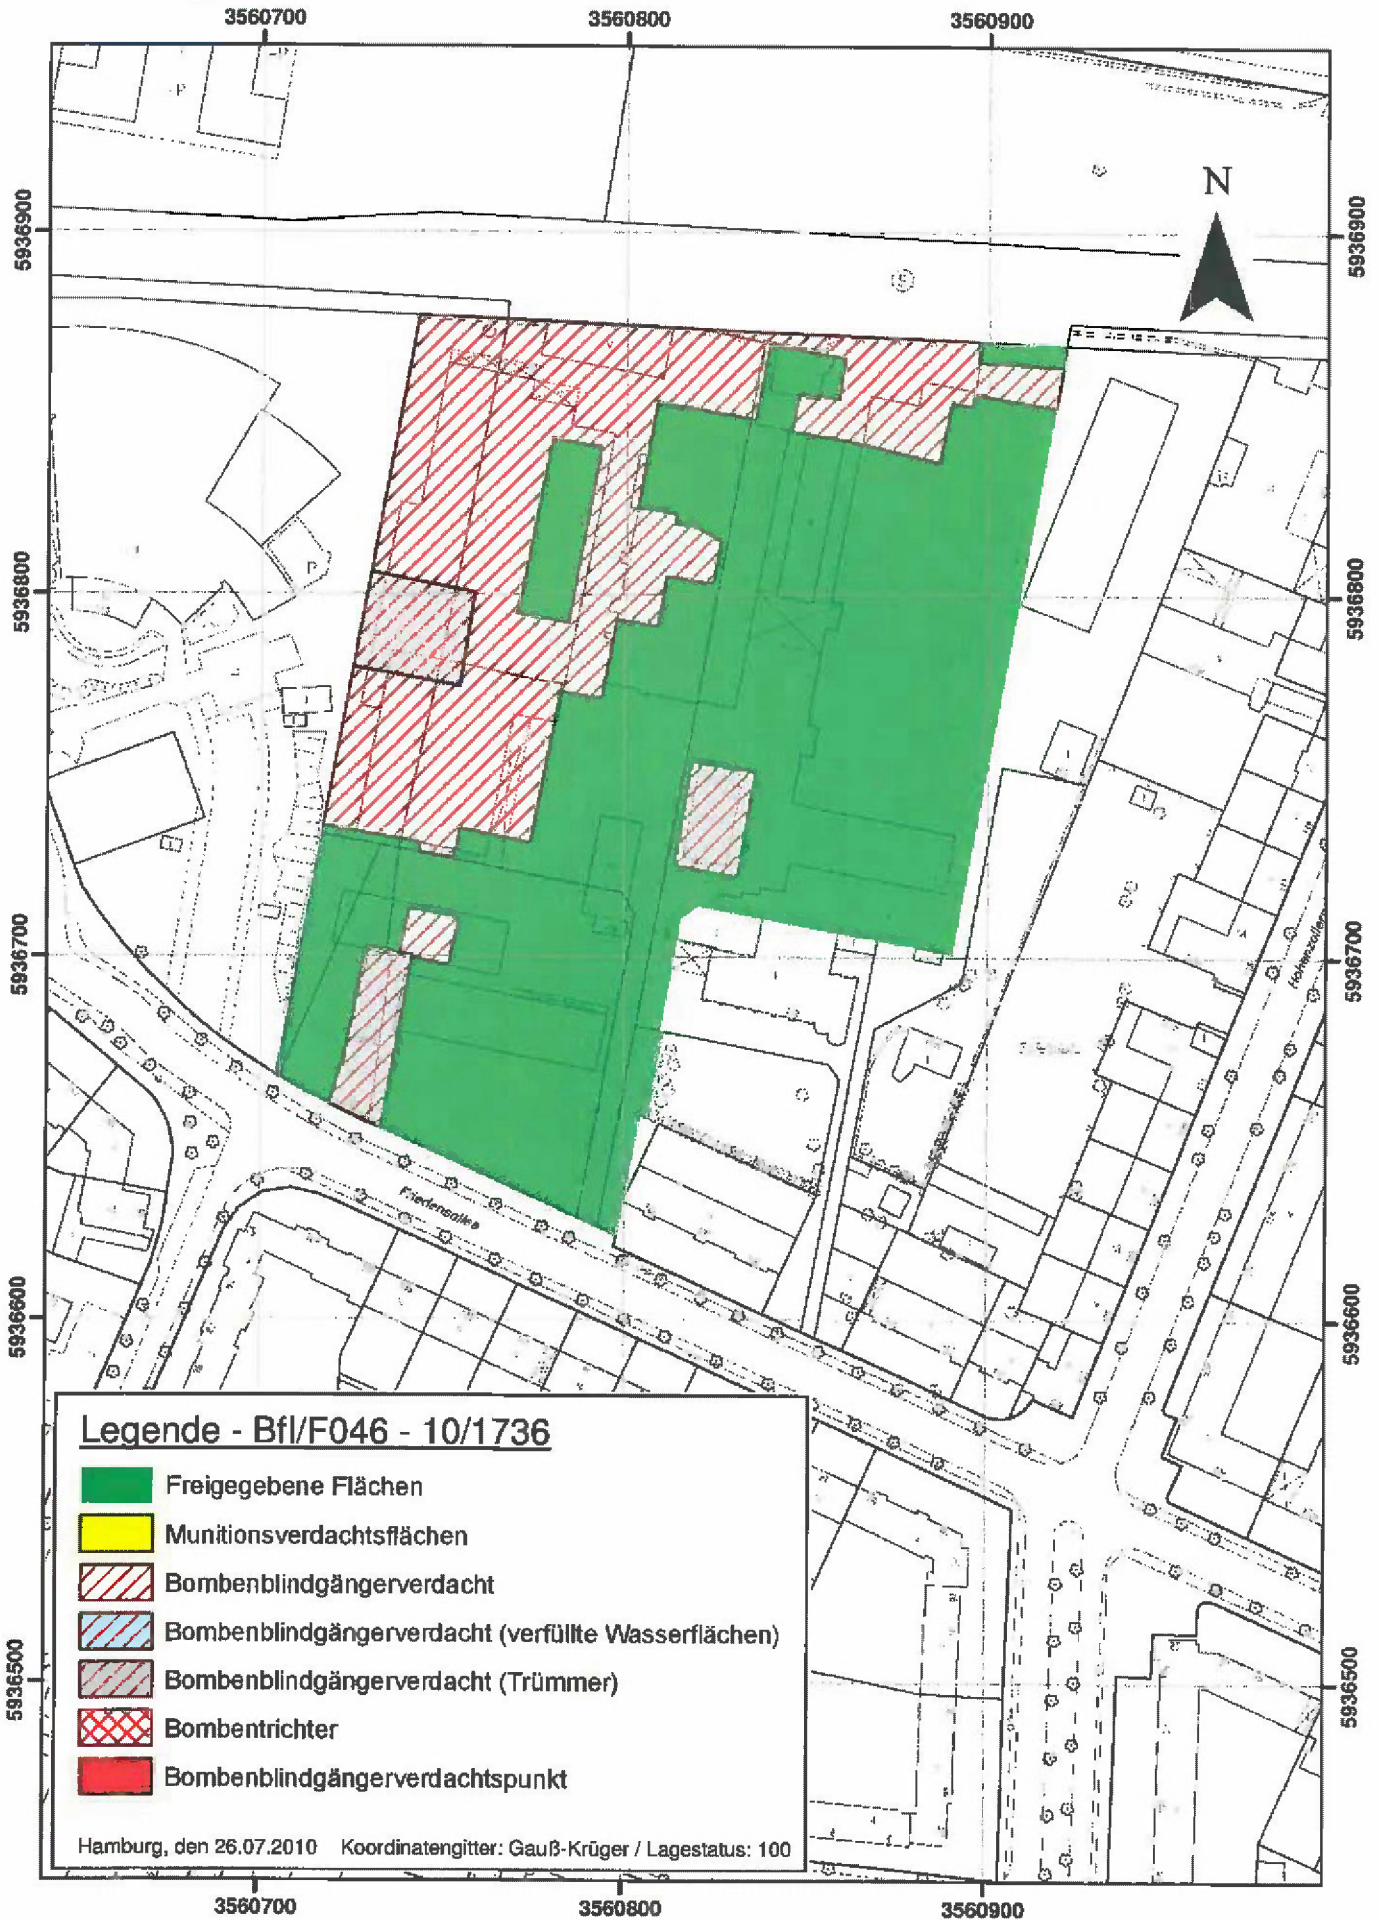 3560700 3560800 3560900
P
N
5936900 5936900
S
P
5936800 5936800
5936700 5936700
Friedensallee
5936600 5936600
Legende - Bfl/F046 - 10/1736
Freigegebene Flächen
Munitionsverdachtsflächen
Bombenblindgängerverdacht
Bombenblindgängerverdacht (verfüllte Wasserflächen)
Bombenblindgängerverdacht (Trümmer)
Bombentrichter
Bombenblindgängerverdachtspunkt
5936500 5936500
Hamburg, den 26.07.2010 Koordinatengitter: Gauß-Krüger / Lagestatus: 100
3560700 3560800 3560900